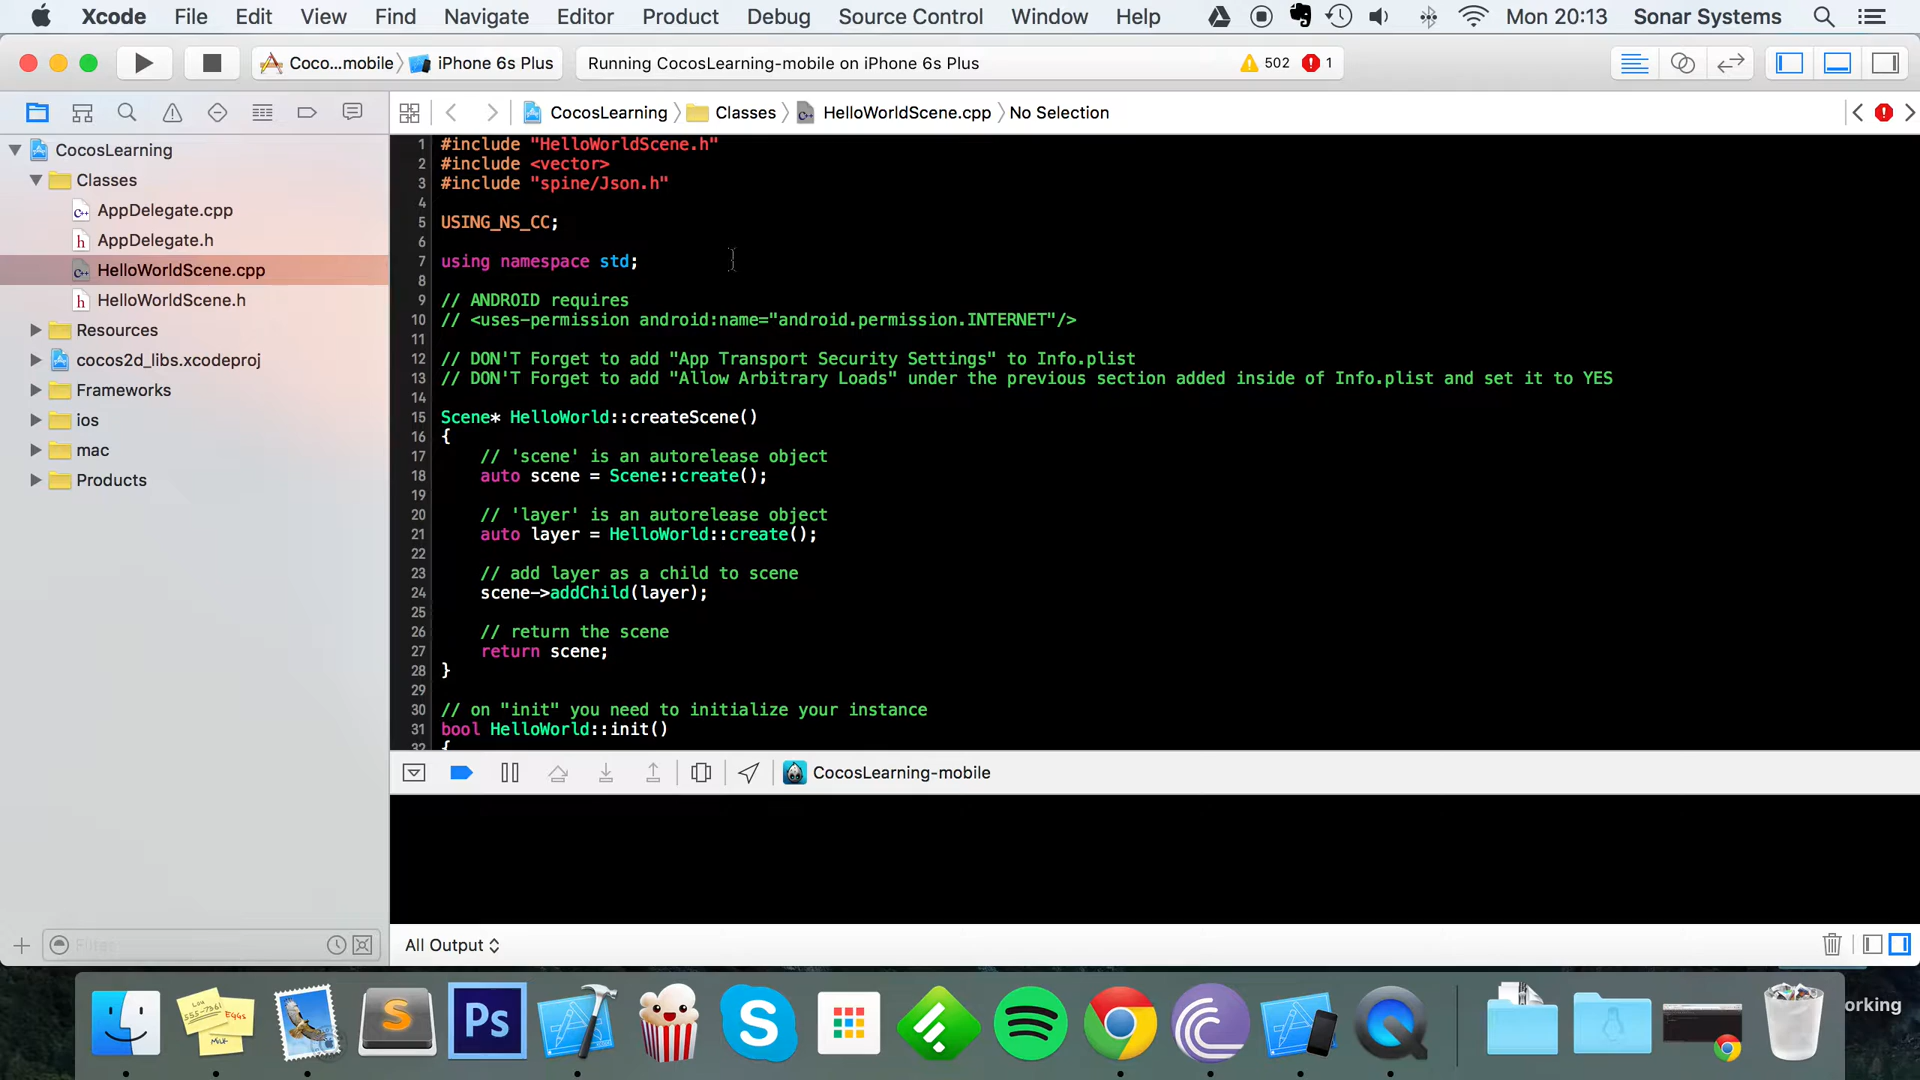 Xcode File Edit View Find Navigate Editor Product Debug Source Control Window Help Mon 20:13 Sonar Systems
Coco...mobile iPhone 6s Plus Running CocosLearning-mobile on iPhone 6s Plus 502 1
CocosLearning Classes HelloWorldScene.cpp No Selection
CocosLearning
Classes
AppDelegate.cpp
AppDelegate.h
HelloWorldScene.cpp
HelloWorldScene.h
Resources
cocos2d_libs.xcodeproj
Frameworks
ios
mac
Products
1 #include "HelloWorldScene.h"
2 #include <vector>
3 #include "spine/Json.h"
4
5 USING_NS_CC;
6
7 using namespace std;
8
9 // ANDROID requires
10 // <uses-permission android:name="android.permission.INTERNET"/>
11
12 // DON'T Forget to add "App Transport Security Settings" to Info.plist
13 // DON'T Forget to add "Allow Arbitrary Loads" under the previous section added inside of Info.plist and set it to YES
14
15 Scene* HelloWorld::createScene()
16 {
17 // 'scene' is an autorelease object
18 auto scene = Scene::create();
19
20 // 'layer' is an autorelease object
21 auto layer = HelloWorld::create();
22
23 // add layer as a child to scene
24 scene->addChild(layer);
25
26 // return the scene
27 return scene;
28 }
29
30 // on "init" you need to initialize your instance
31 bool HelloWorld::init()
32 {
CocosLearning-mobile
Filter
All Output
EGGS
MILK
Ps
orking